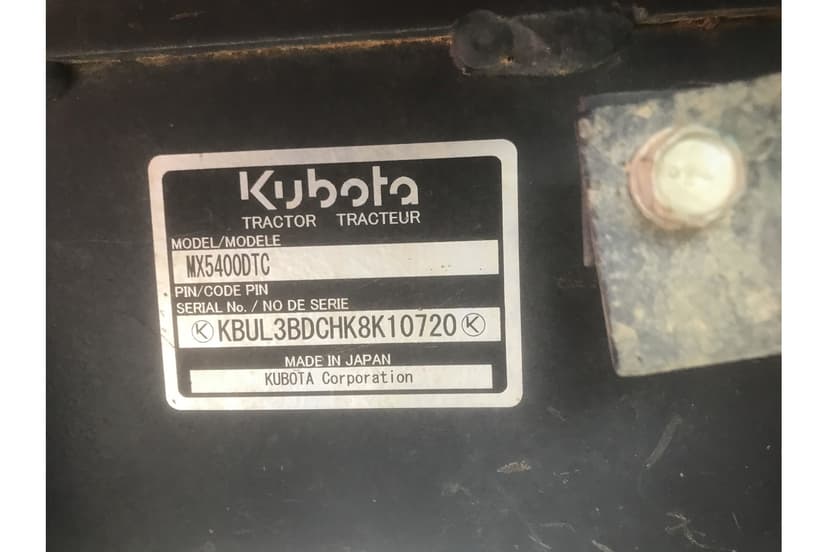 Kubota
TRACTOR TRACTEUR
MODEL/MODELE
MX5400DTC
PIN/CODE PIN
SERIAL No. / NO DE SERIE
K KBUL3BDCHK8K10720 K
MADE IN JAPAN
KUBOTA Corporation